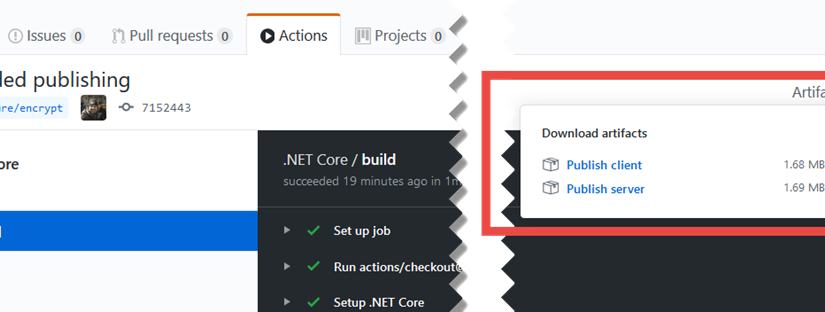 Issues 0 Pull requests 0 Actions Projects 0
led publishing
ure/encrypt 7152443
Artifa
ore
.NET Core / build
succeeded 19 minutes ago in 1m
Set up job
Run actions/checkout@
Setup .NET Core
Download artifacts
Publish client 1.68 MB
Publish server 1.69 MB